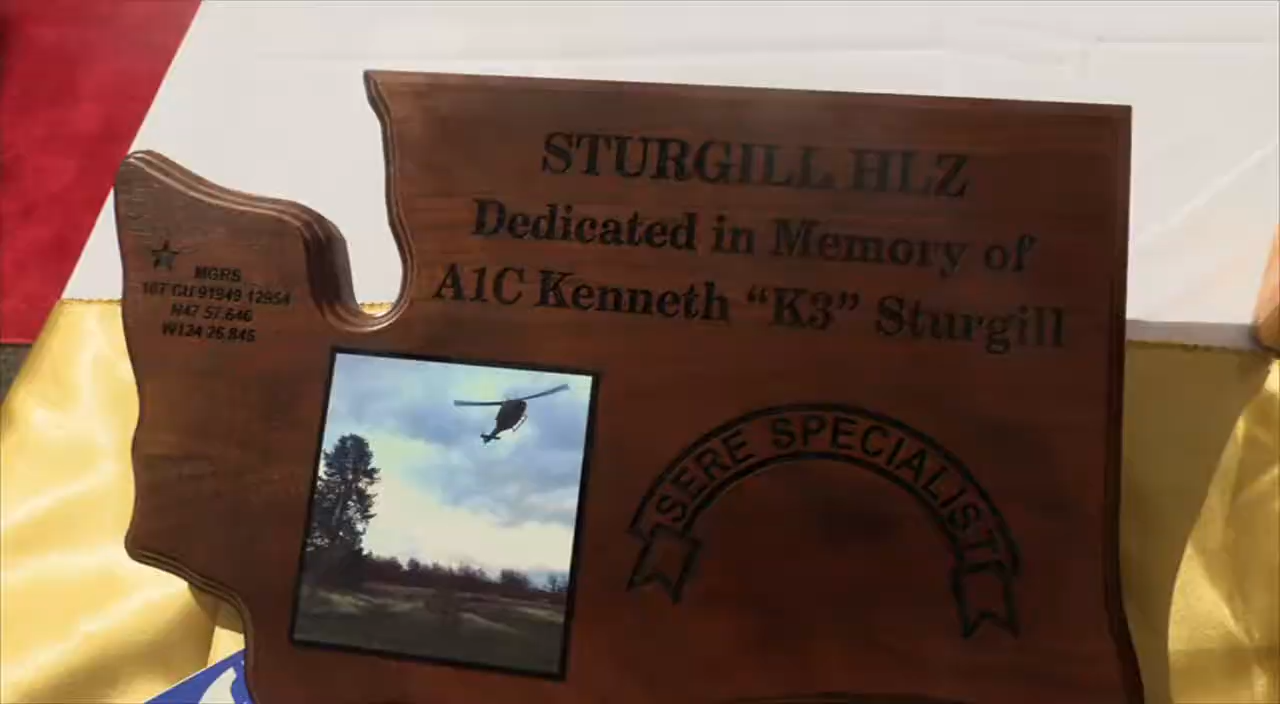 STURGILL HLZ
Dedicated in Memory of
A1C Kenneth “K3” Sturgill
MGRS
10T CU 91949 12954
N47 57.646
W124 26.845
SERE SPECIALIST